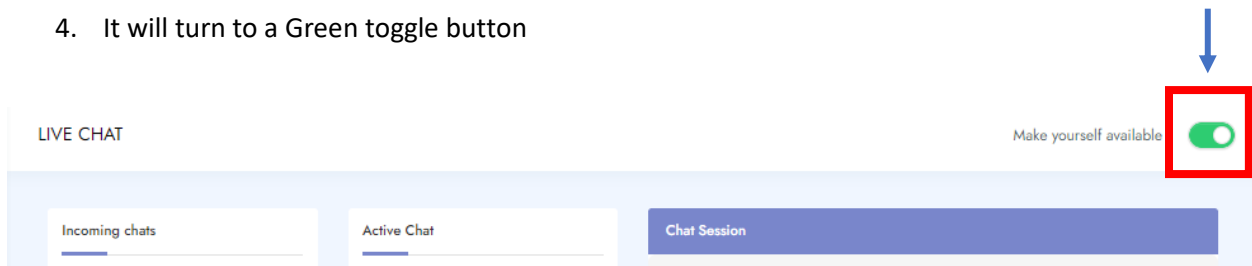 4. It will turn to a Green toggle button
LIVE CHAT
Make yourself available
Incoming chats
Active Chat
Chat Session